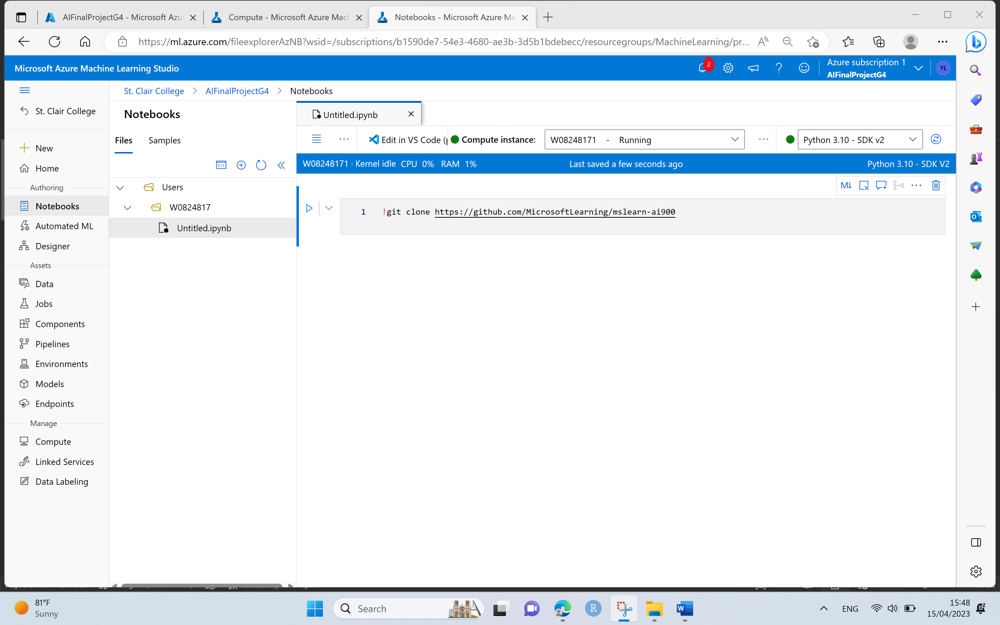 AIFinalProjectG4 - Microsoft Azu
Compute - Microsoft Azure Mach
Notebooks - Microsoft Azure Ma
https://ml.azure.com/fileexplorerAzNB?wsid=/subscriptions/b1590de7-54e3-4680-ae3b-3d5b1bdebecc/resourcegroups/MachineLearning/pr...
Microsoft Azure Machine Learning Studio
2
Azure subscription 1
AIFinalProjectG4
YL
St. Clair College > AIFinalProjectG4 > Notebooks
St. Clair College
New
Home
Authoring
Notebooks
Automated ML
Designer
Assets
Data
Jobs
Components
Pipelines
Environments
Models
Endpoints
Manage
Compute
Linked Services
Data Labeling
Notebooks
Files Samples
Users
W0824817
Untitled.ipynb
Untitled.ipynb
Edit in VS Code (p
Compute instance: W08248171 - Running
Python 3.10 - SDK v2
W08248171 · Kernel idle CPU 0% RAM 1%
Last saved a few seconds ago
Python 3.10 - SDK V2
M↓
1 !git clone https://github.com/MicrosoftLearning/mslearn-ai900
81°F
Sunny
Search
ENG
15:48
15/04/2023